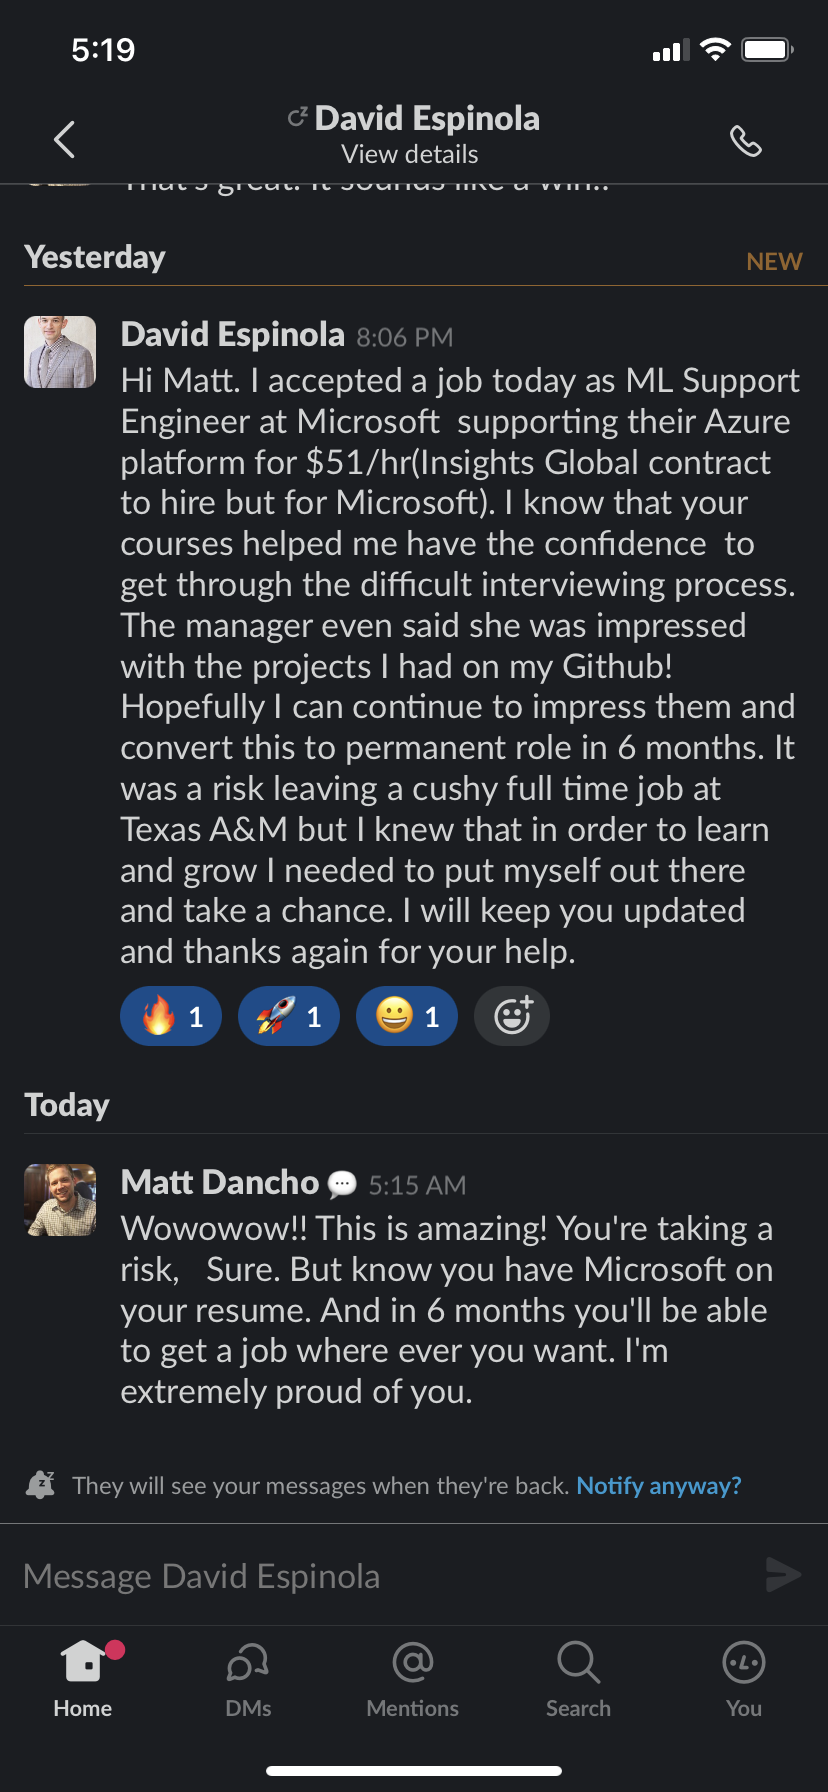 5:19
David Espinola
View details
That's great. It sounds like a win!!
Yesterday
NEW
David Espinola 8:06 PM
Hi Matt. I accepted a job today as ML Support
Engineer at Microsoft  supporting their Azure
platform for $51/hr(Insights Global contract
to hire but for Microsoft). I know that your
courses helped me have the confidence  to
get through the difficult interviewing process.
The manager even said she was impressed
with the projects I had on my Github!
Hopefully I can continue to impress them and
convert this to permanent role in 6 months. It
was a risk leaving a cushy full time job at
Texas A&M but I knew that in order to learn
and grow I needed to put myself out there
and take a chance. I will keep you updated
and thanks again for your help.
🔥 1 🚀 1 😀 1
Today
Matt Dancho 💬 5:15 AM
Wowowow!! This is amazing! You're taking a
risk,   Sure. But know you have Microsoft on
your resume. And in 6 months you'll be able
to get a job where ever you want. I'm
extremely proud of you.
They will see your messages when they're back. Notify anyway?
Message David Espinola
Home DMs Mentions Search You